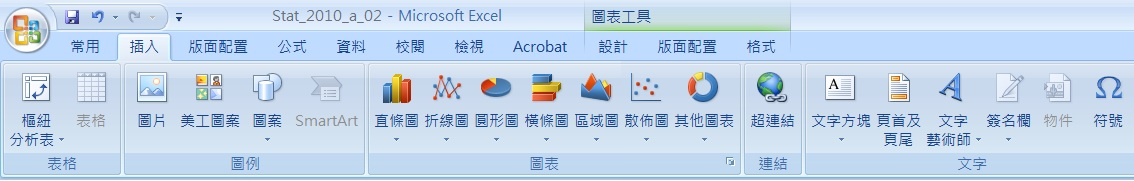 Stat_2010_a_02 - Microsoft Excel 圖表工具
常用 插入 版面配置 公式 資料 校閱 檢視 Acrobat 設計 版面配置 格式
樞紐分析表 表格 圖片 美工圖案 圖案 SmartArt 直條圖 折線圖 圓形圖 橫條圖 區域圖 散佈圖 其他圖表 超連結 文字方塊 頁首及頁尾 文字藝術師 簽名欄 物件 符號
表格 圖例 圖表 連結 文字